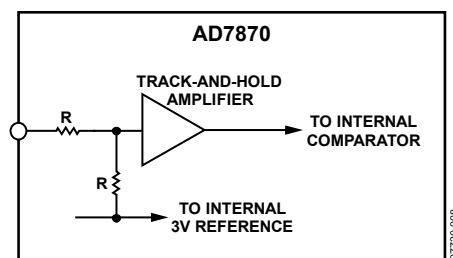 AD7870
TRACK-AND-HOLD
AMPLIFIER
R
TO INTERNAL
COMPARATOR
R
TO INTERNAL
3V REFERENCE